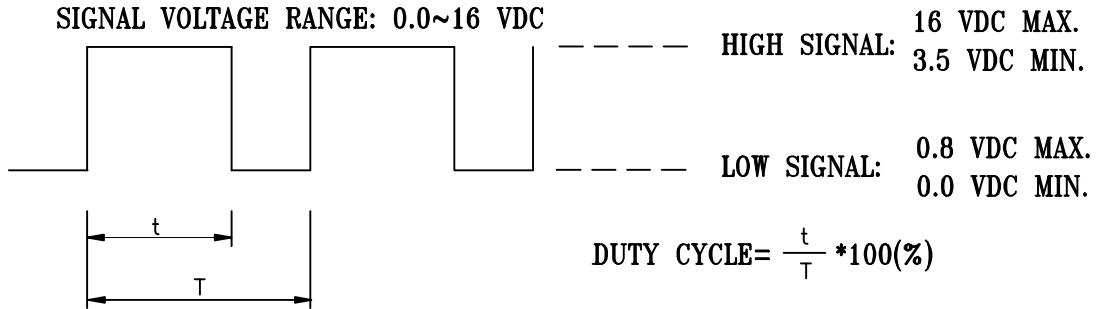 SIGNAL VOLTAGE RANGE: 0.0~16 VDC
HIGH SIGNAL: 16 VDC MAX.
3.5 VDC MIN.
LOW SIGNAL: 0.8 VDC MAX.
0.0 VDC MIN.
t
T
DUTY CYCLE= t/T *100(%)